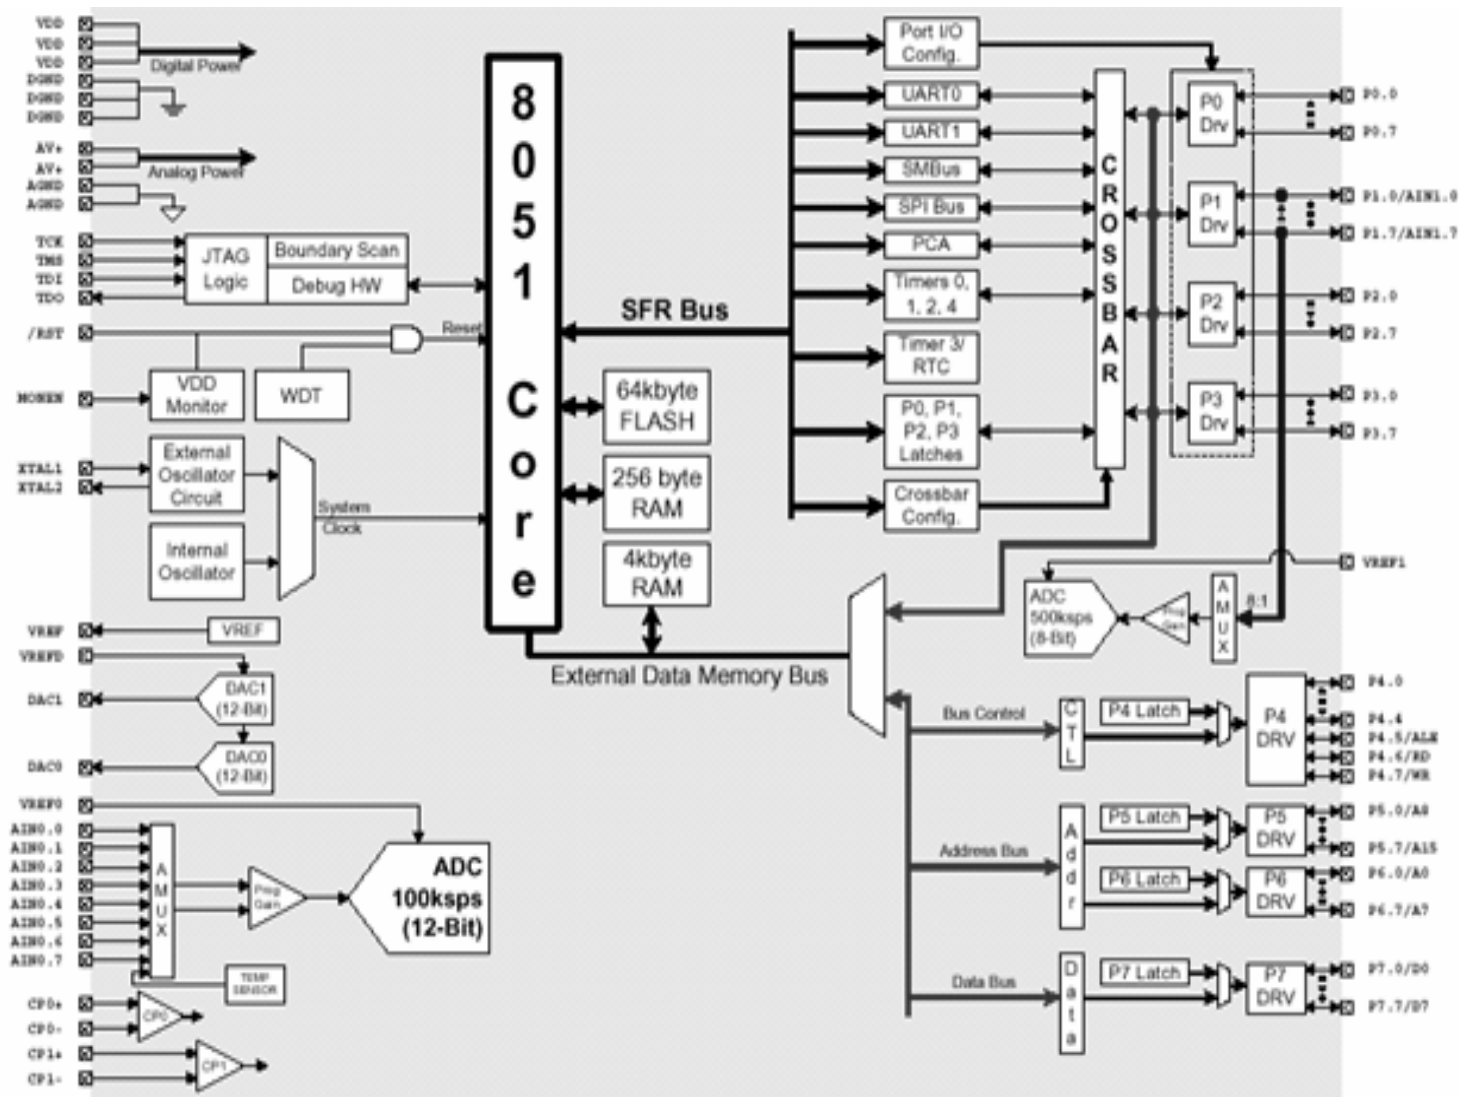 VDD
VDD
VDD
Digital Power
DGND
DGND
DGND
AV+
AV+
Analog Power
AGND
AGND
TCK
TMS
TDI
TDO
JTAG
Logic
Boundary Scan
Debug HW
/RST
Reset
MONEN
VDD
Monitor
WDT
XTAL1
XTAL2
External
Oscillator
Circuit
System
Clock
Internal
Oscillator
VREF
VREF
VREFD
DAC1
DAC1
(12-Bit)
DAC0
DAC0
(12-Bit)
VREF0
AIN0.0
AIN0.1
AIN0.2
AIN0.3
AIN0.4
AIN0.5
AIN0.6
AIN0.7
A
M
U
X
Prog
Gain
ADC
100ksps
(12-Bit)
TEMP
SENSOR
CP0+
CP0-
CP0
CP1+
CP1-
CP1
8
0
5
1
C
o
r
e
SFR Bus
64kbyte
FLASH
256 byte
RAM
4kbyte
RAM
External Data Memory Bus
Port I/O
Config.
UART0
UART1
SMBus
SPI Bus
PCA
Timers 0,
1, 2, 4
Timer 3/
RTC
P0, P1,
P2, P3
Latches
Crossbar
Config.
C
R
O
S
S
B
A
R
P0
Drv
P1
Drv
P2
Drv
P3
Drv
P0.0
P0.7
P1.0/AIN1.0
P1.7/AIN1.7
P2.0
P2.7
P3.0
P3.7
VREF1
ADC
500ksps
(8-Bit)
Prog
Gain
A
M
U
X
8:1
Bus Control
C
T
L
P4 Latch
P4
DRV
P4.0
P4.4
P4.5/ALE
P4.6/RD
P4.7/WR
Address Bus
A
d
d
r
P5 Latch
P5
DRV
P5.0/A8
P5.7/A15
P6 Latch
P6
DRV
P6.0/A0
P6.7/A7
Data Bus
D
a
t
a
P7 Latch
P7
DRV
P7.0/D0
P7.7/D7